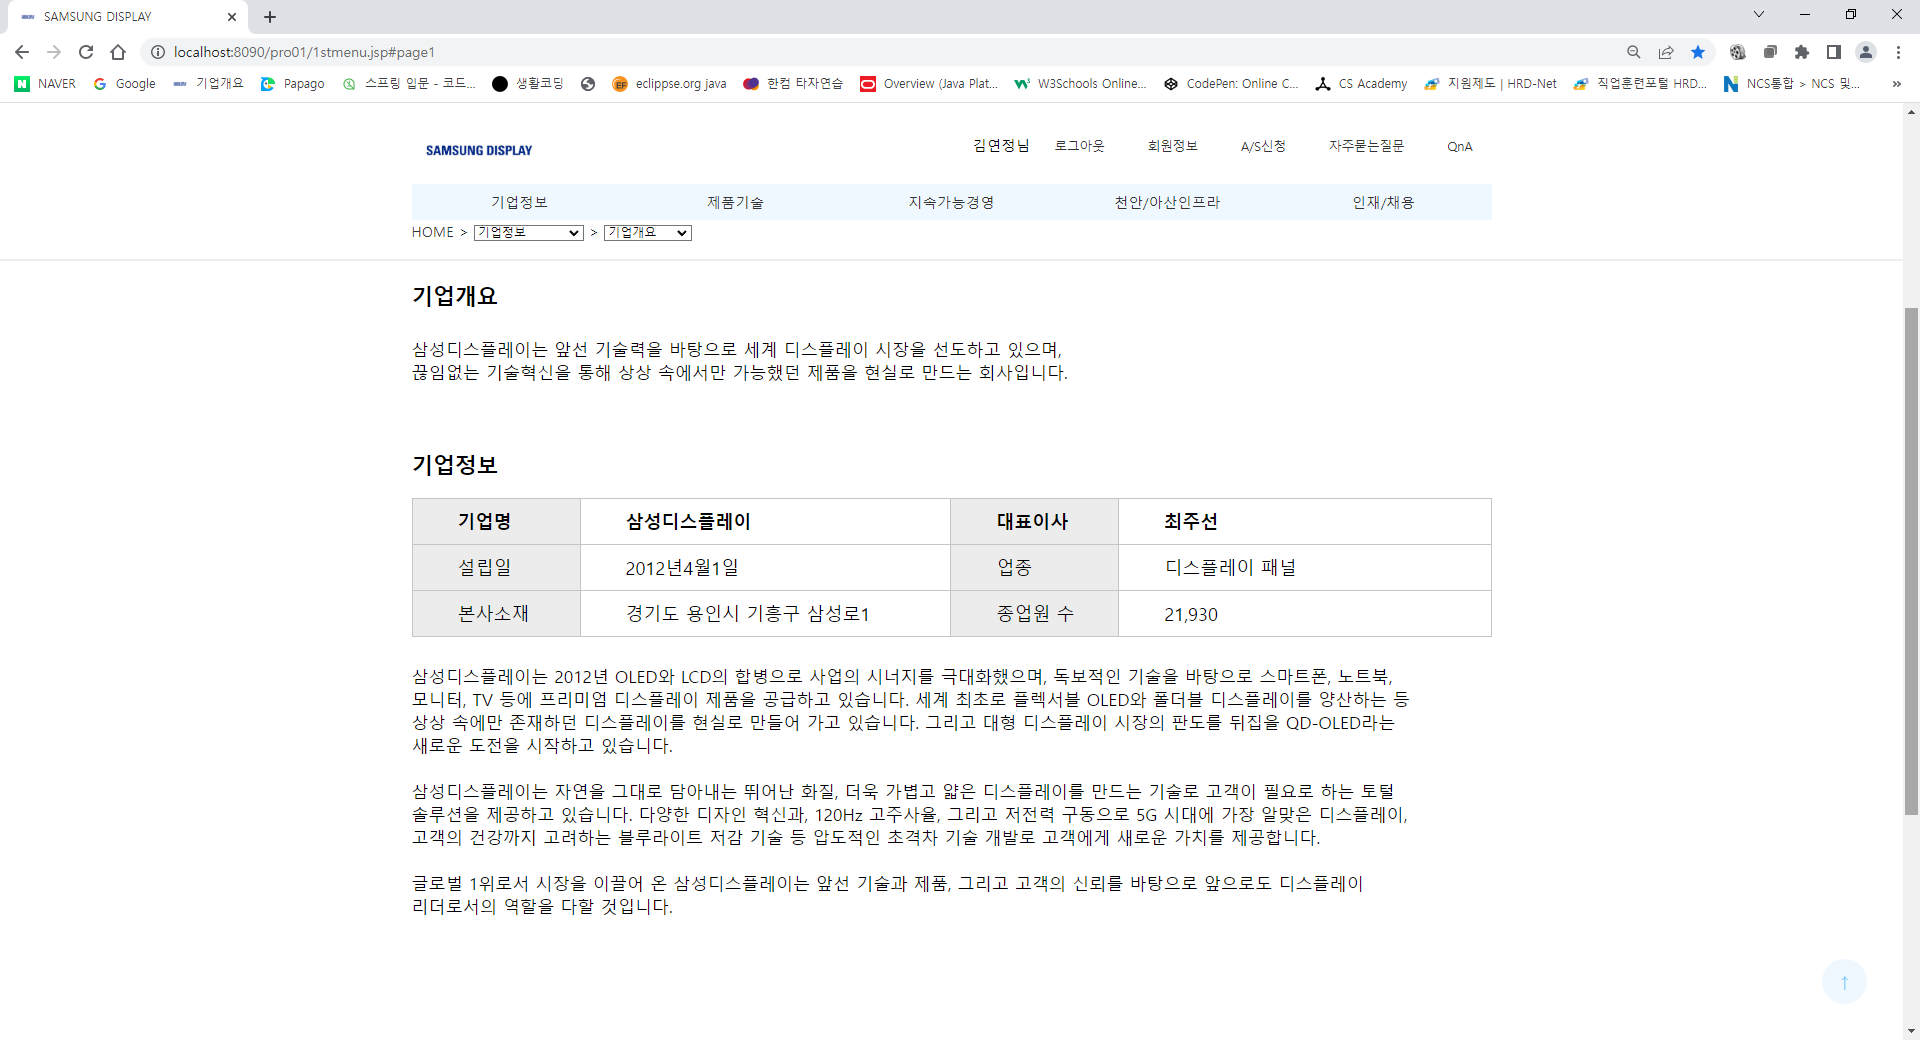 SAMSUNG DISPLAY
localhost:8090/pro01/1stmenu.jsp#page1
NAVER Google 기업개요 Papago 스프링 입문 - 코드... 생활코딩 eclippse.org java 한컴 타자연습 Overview (Java Plat... W3Schools Online... CodePen: Online C... CS Academy 지원제도 | HRD-Net 직업훈련포털 HRD... NCS통합 > NCS 및... »
SAMSUNG DISPLAY
김연정님 로그아웃 회원정보 A/S신청 자주묻는질문 QnA
기업정보 제품기술 지속가능경영 천안/아산인프라 인재/채용
HOME > 기업정보 > 기업개요
기업개요
삼성디스플레이는 앞선 기술력을 바탕으로 세계 디스플레이 시장을 선도하고 있으며,
끊임없는 기술혁신을 통해 상상 속에서만 가능했던 제품을 현실로 만드는 회사입니다.
기업정보
기업명 삼성디스플레이 대표이사 최주선
설립일 2012년4월1일 업종 디스플레이 패널
본사소재 경기도 용인시 기흥구 삼성로1 종업원 수 21,930
삼성디스플레이는 2012년 OLED와 LCD의 합병으로 사업의 시너지를 극대화했으며, 독보적인 기술을 바탕으로 스마트폰, 노트북,
모니터, TV 등에 프리미엄 디스플레이 제품을 공급하고 있습니다. 세계 최초로 플렉서블 OLED와 폴더블 디스플레이를 양산하는 등
상상 속에만 존재하던 디스플레이를 현실로 만들어 가고 있습니다. 그리고 대형 디스플레이 시장의 판도를 뒤집을 QD-OLED라는
새로운 도전을 시작하고 있습니다.
삼성디스플레이는 자연을 그대로 담아내는 뛰어난 화질, 더욱 가볍고 얇은 디스플레이를 만드는 기술로 고객이 필요로 하는 토털
솔루션을 제공하고 있습니다. 다양한 디자인 혁신과, 120Hz 고주사율, 그리고 저전력 구동으로 5G 시대에 가장 알맞은 디스플레이,
고객의 건강까지 고려하는 블루라이트 저감 기술 등 압도적인 초격차 기술 개발로 고객에게 새로운 가치를 제공합니다.
글로벌 1위로서 시장을 이끌어 온 삼성디스플레이는 앞선 기술과 제품, 그리고 고객의 신뢰를 바탕으로 앞으로도 디스플레이
리더로서의 역할을 다할 것입니다.
↑